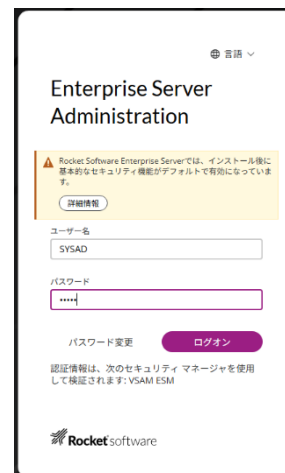 言語
Enterprise Server
Administration
Rocket Software Enterprise Serverでは、インストール後に
基本的なセキュリティ機能がデフォルトで有効になっていま
す。
詳細情報
ユーザー名
SYSAD
パスワード
•••••
パスワード変更 ログオン
認証情報は、次のセキュリティ マネージャを使用
して検証されます: VSAM ESM
Rocket software